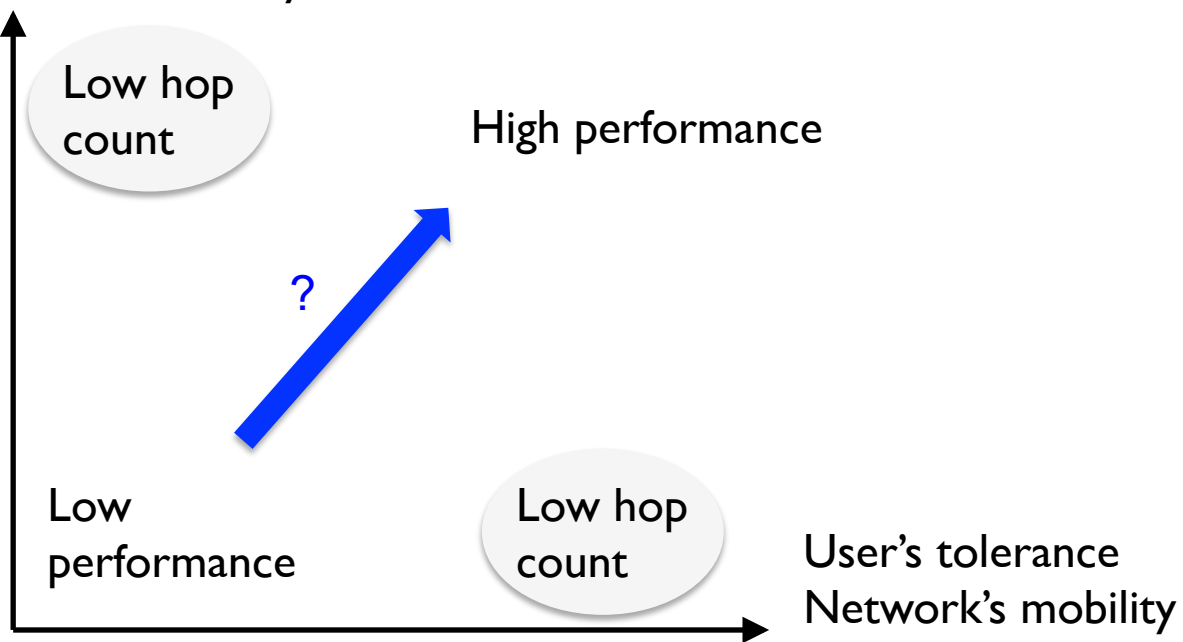 Low hop
count
High performance
?
Low
performance
Low hop
count
User's tolerance
Network's mobility